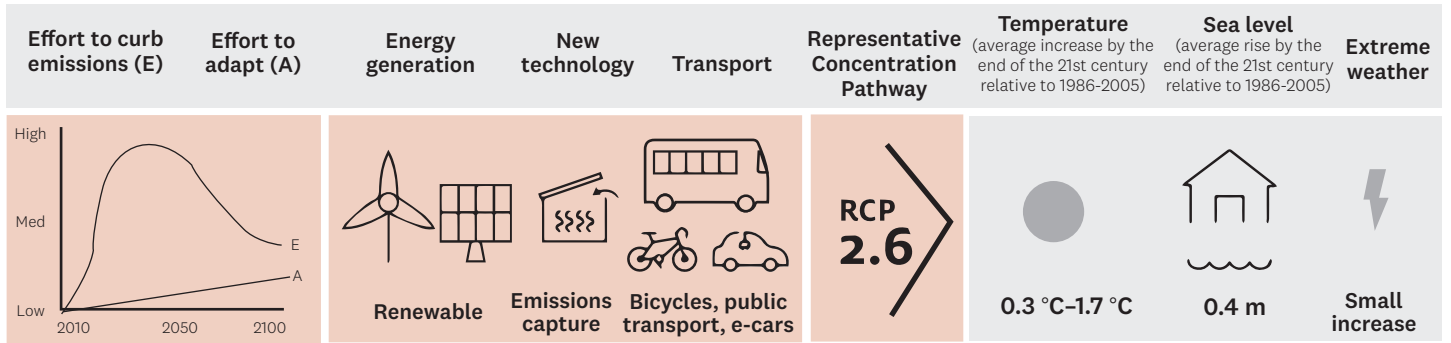 Effort to curb
emissions (E)
Effort to
adapt (A)
Energy
generation
New
technology
Transport
Representative
Concentration
Pathway
Temperature
(average increase by the
end of the 21st century
relative to 1986-2005)
Sea level
(average rise by the
end of the 21st century
relative to 1986-2005)
Extreme
weather
High
Med
Low
E
A
2010
2050
2100
Renewable
Emissions
capture
Bicycles, public
transport, e-cars
RCP
2.6
0.3 °C–1.7 °C
0.4 m
Small
increase